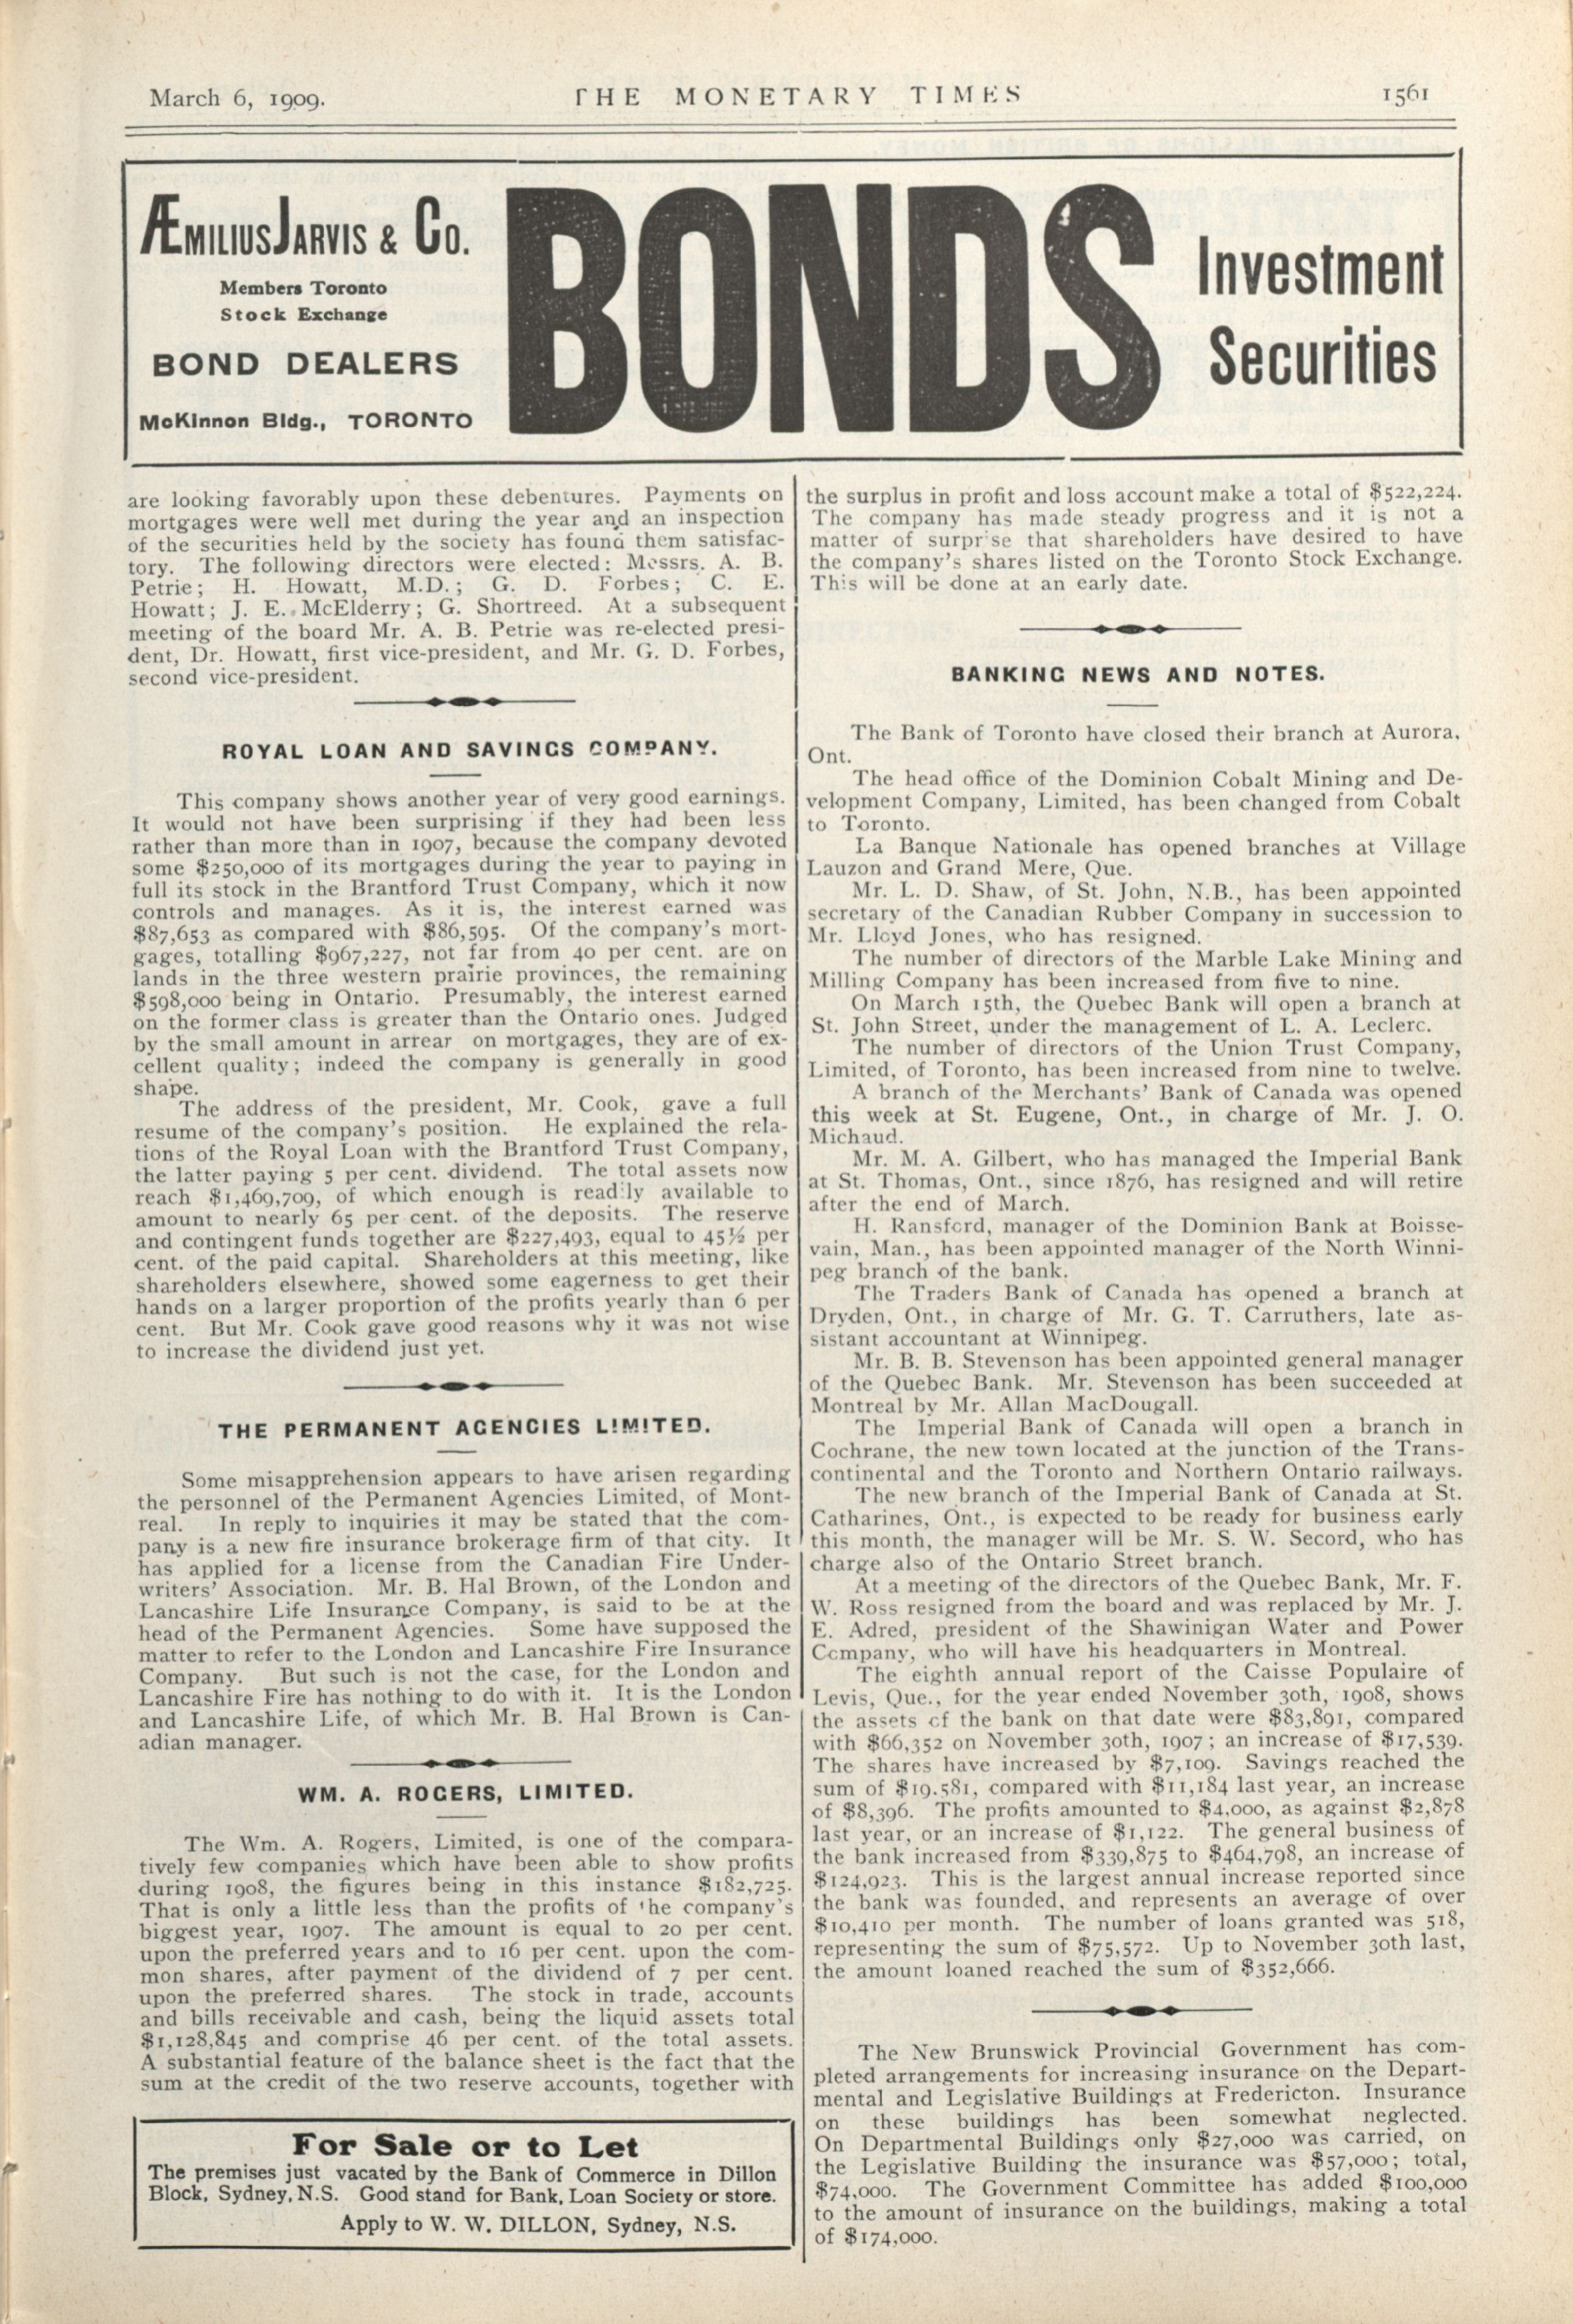 March 6, 1909.
THE MONETARY TIMES
1561
ÆMILIUS JARVIS & CO.
Members Toronto
Stock Exchange
BOND DEALERS
McKinnon Bldg., TORONTO
BONDS
Investment
Securities
are looking favorably upon these debentures. Payments on
mortgages were well met during the year and an inspection
of the securities held by the society has found them satisfac-
tory. The following directors were elected: Messrs. A. B.
Petrie; H. Howatt, M.D.; G. D. Forbes; C. E.
Howatt; J. E. McElderry; G. Shortreed. At a subsequent
meeting of the board Mr. A. B. Petrie was re-elected presi-
dent, Dr. Howatt, first vice-president, and Mr. G. D. Forbes,
second vice-president.
ROYAL LOAN AND SAVINGS COMPANY.
This company shows another year of very good earnings.
It would not have been surprising if they had been less
rather than more than in 1907, because the company devoted
some $250,000 of its mortgages during the year to paying in
full its stock in the Brantford Trust Company, which it now
controls and manages. As it is, the interest earned was
$87,653 as compared with $86,595. Of the company's mort-
gages, totalling $967,227, not far from 40 per cent. are on
lands in the three western prairie provinces, the remaining
$598,000 being in Ontario. Presumably, the interest earned
on the former class is greater than the Ontario ones. Judged
by the small amount in arrear on mortgages, they are of ex-
cellent quality; indeed the company is generally in good
shape.
The address of the president, Mr. Cook, gave a full
resume of the company's position. He explained the rela-
tions of the Royal Loan with the Brantford Trust Company,
the latter paying 5 per cent. dividend. The total assets now
reach $1,469,709, of which enough is readily available to
amount to nearly 65 per cent. of the deposits. The reserve
and contingent funds together are $227,493, equal to 45½ per
cent. of the paid capital. Shareholders at this meeting, like
shareholders elsewhere, showed some eagerness to get their
hands on a larger proportion of the profits yearly than 6 per
cent. But Mr. Cook gave good reasons why it was not wise
to increase the dividend just yet.
THE PERMANENT AGENCIES LIMITED.
Some misapprehension appears to have arisen regarding
the personnel of the Permanent Agencies Limited, of Mont-
real. In reply to inquiries it may be stated that the com-
pany is a new fire insurance brokerage firm of that city. It
has applied for a license from the Canadian Fire Under-
writers' Association. Mr. B. Hal Brown, of the London and
Lancashire Life Insurance Company, is said to be at the
head of the Permanent Agencies. Some have supposed the
matter to refer to the London and Lancashire Fire Insurance
Company. But such is not the case, for the London and
Lancashire Fire has nothing to do with it. It is the London
and Lancashire Life, of which Mr. B. Hal Brown is Can-
adian manager.
WM. A. ROGERS, LIMITED.
The Wm. A. Rogers, Limited, is one of the compara-
tively few companies which have been able to show profits
during 1908, the figures being in this instance $182,725.
That is only a little less than the profits of the company's
biggest year, 1907. The amount is equal to 20 per cent.
upon the preferred years and to 16 per cent. upon the com-
mon shares, after payment of the dividend of 7 per cent.
upon the preferred shares. The stock in trade, accounts
and bills receivable and cash, being the liquid assets total
$1,128,845 and comprise 46 per cent. of the total assets.
A substantial feature of the balance sheet is the fact that the
sum at the credit of the two reserve accounts, together with
For Sale or to Let
The premises just vacated by the Bank of Commerce in Dillon
Block, Sydney, N.S. Good stand for Bank, Loan Society or store.
Apply to W. W. DILLON, Sydney, N.S.
the surplus in profit and loss account make a total of $522,224.
The company has made steady progress and it is not a
matter of surprise that shareholders have desired to have
the company's shares listed on the Toronto Stock Exchange.
This will be done at an early date.
BANKING NEWS AND NOTES.
The Bank of Toronto have closed their branch at Aurora,
Ont.
The head office of the Dominion Cobalt Mining and De-
velopment Company, Limited, has been changed from Cobalt
to Toronto.
La Banque Nationale has opened branches at Village
Lauzon and Grand Mere, Que.
Mr. L. D. Shaw, of St. John, N.B., has been appointed
secretary of the Canadian Rubber Company in succession to
Mr. Lloyd Jones, who has resigned.
The number of directors of the Marble Lake Mining and
Milling Company has been increased from five to nine.
On March 15th, the Quebec Bank will open a branch at
St. John Street, under the management of L. A. Leclerc.
The number of directors of the Union Trust Company,
Limited, of Toronto, has been increased from nine to twelve.
A branch of the Merchants' Bank of Canada was opened
this week at St. Eugene, Ont., in charge of Mr. J. O.
Michaud.
Mr. M. A. Gilbert, who has managed the Imperial Bank
at St. Thomas, Ont., since 1876, has resigned and will retire
after the end of March.
H. Ransford, manager of the Dominion Bank at Boisse-
vain, Man., has been appointed manager of the North Winni-
peg branch of the bank.
The Traders Bank of Canada has opened a branch at
Dryden, Ont., in charge of Mr. G. T. Carruthers, late as-
sistant accountant at Winnipeg.
Mr. B. B. Stevenson has been appointed general manager
of the Quebec Bank. Mr. Stevenson has been succeeded at
Montreal by Mr. Allan MacDougall.
The Imperial Bank of Canada will open a branch in
Cochrane, the new town located at the junction of the Trans-
continental and the Toronto and Northern Ontario railways.
The new branch of the Imperial Bank of Canada at St.
Catharines, Ont., is expected to be ready for business early
this month, the manager will be Mr. S. W. Secord, who has
charge also of the Ontario Street branch.
At a meeting of the directors of the Quebec Bank, Mr. F.
W. Ross resigned from the board and was replaced by Mr. J.
E. Adred, president of the Shawinigan Water and Power
Company, who will have his headquarters in Montreal.
The eighth annual report of the Caisse Populaire of
Levis, Que., for the year ended November 30th, 1908, shows
the assets of the bank on that date were $83,891, compared
with $66,352 on November 30th, 1907; an increase of $17,539.
The shares have increased by $7,109. Savings reached the
sum of $19.581, compared with $11,184 last year, an increase
of $8,396. The profits amounted to $4,000, as against $2,878
last year, or an increase of $1,122. The general business of
the bank increased from $339,875 to $464,798, an increase of
$124,923. This is the largest annual increase reported since
the bank was founded, and represents an average of over
$10,410 per month. The number of loans granted was 518,
representing the sum of $75,572. Up to November 30th last,
the amount loaned reached the sum of $352,666.
The New Brunswick Provincial Government has com-
pleted arrangements for increasing insurance on the Depart-
mental and Legislative Buildings at Fredericton. Insurance
on these buildings has been somewhat neglected.
On Departmental Buildings only $27,000 was carried, on
the Legislative Building the insurance was $57,000; total,
$74,000. The Government Committee has added $100,000
to the amount of insurance on the buildings, making a total
of $174,000.